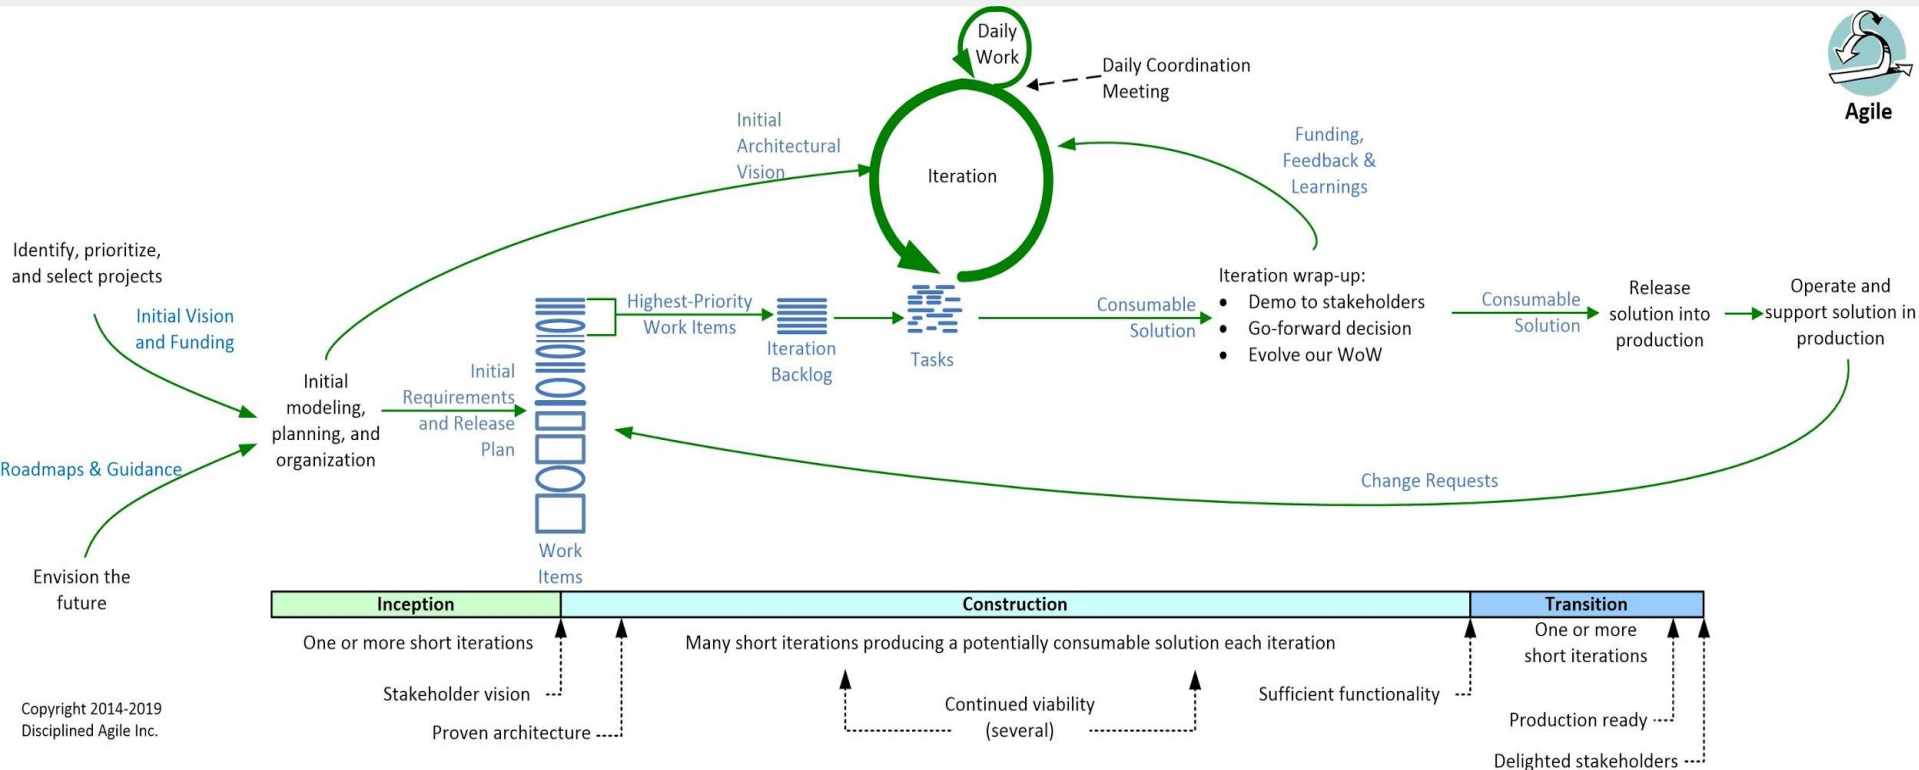 Daily
Work
Daily Coordination
Meeting
Agile
Initial
Architectural
Vision
Iteration
Funding,
Feedback &
Learnings
Identify, prioritize,
and select projects
Initial Vision
and Funding
Roadmaps & Guidance
Envision the
future
Initial
modeling,
planning, and
organization
Initial
Requirements
and Release
Plan
Work
Items
Highest-Priority
Work Items
Iteration
Backlog
Tasks
Consumable
Solution
Iteration wrap-up:
• Demo to stakeholders
• Go-forward decision
• Evolve our WoW
Consumable
Solution
Release
solution into
production
Operate and
support solution in
production
Change Requests
Inception
Construction
Transition
One or more short iterations
Many short iterations producing a potentially consumable solution each iteration
One or more
short iterations
Stakeholder vision
Proven architecture
Continued viability
(several)
Sufficient functionality
Production ready
Delighted stakeholders
Copyright 2014-2019
Disciplined Agile Inc.